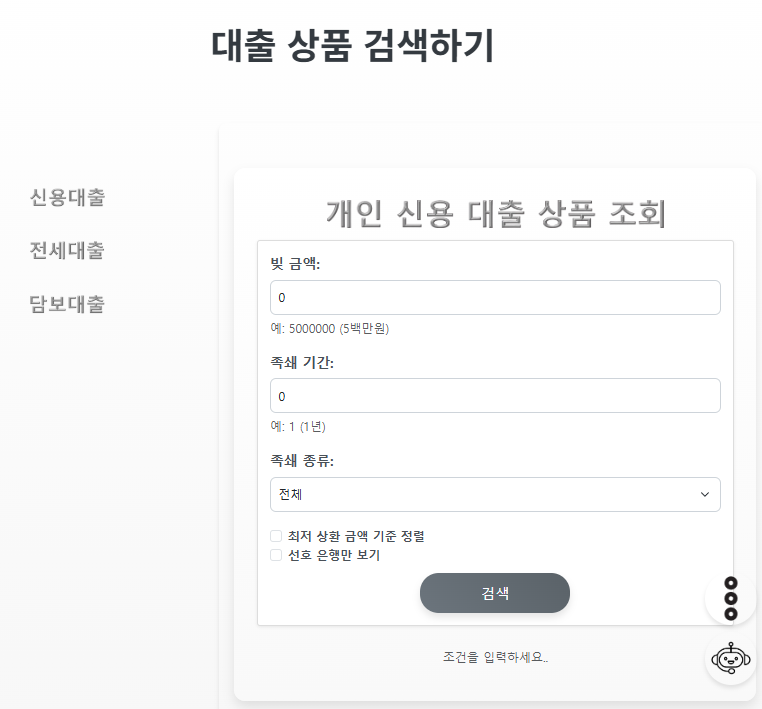 대출 상품 검색하기
신용대출
전세대출
담보대출
개인 신용 대출 상품 조회
빚 금액:
0
예: 5000000 (5백만원)
족쇄 기간:
0
예: 1 (1년)
족쇄 종류:
전체
최저 상환 금액 기준 정렬
선호 은행만 보기
검색
조건을 입력하세요..